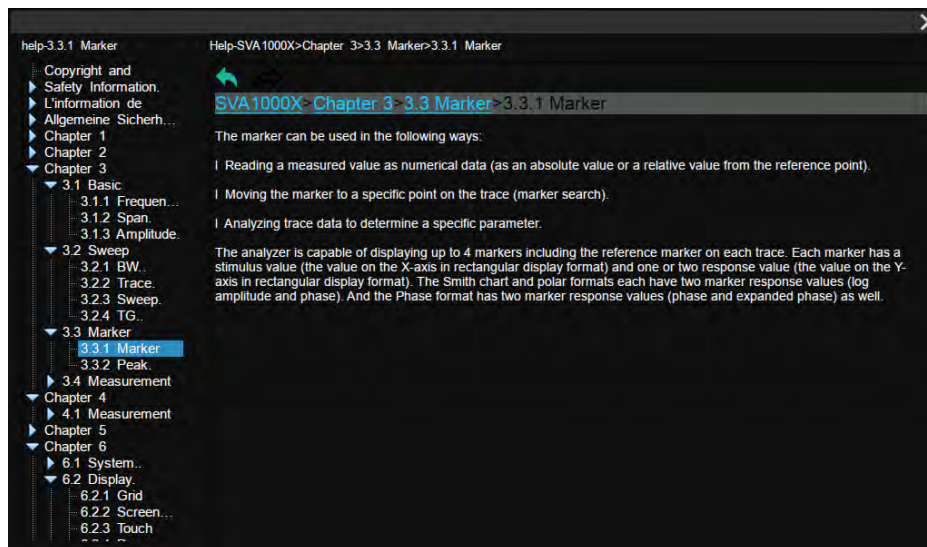 help-3.3.1 Marker
Help-SVA1000X>Chapter 3>3.3 Marker>3.3.1 Marker
Copyright and
Safety Information.
L'information de
Allgemeine Sicherh...
Chapter 1
Chapter 2
Chapter 3
3.1 Basic
3.1.1 Frequen...
3.1.2 Span.
3.1.3 Amplitude.
3.2 Sweep
3.2.1 BW..
3.2.2 Trace.
3.2.3 Sweep.
3.2.4 TG..
3.3 Marker
3.3.1 Marker
3.3.2 Peak.
3.4 Measurement
Chapter 4
4.1 Measurement
Chapter 5
Chapter 6
6.1 System..
6.2 Display.
6.2.1 Grid
6.2.2 Screen...
6.2.3 Touch
SVA1000X>Chapter 3>3.3 Marker>3.3.1 Marker
The marker can be used in the following ways:
l Reading a measured value as numerical data (as an absolute value or a relative value from the reference point).
l Moving the marker to a specific point on the trace (marker search).
l Analyzing trace data to determine a specific parameter.
The analyzer is capable of displaying up to 4 markers including the reference marker on each trace. Each marker has a
stimulus value (the value on the X-axis in rectangular display format) and one or two response value (the value on the Y-
axis in rectangular display format). The Smith chart and polar formats each have two marker response values (log
amplitude and phase). And the Phase format has two marker response values (phase and expanded phase) as well.